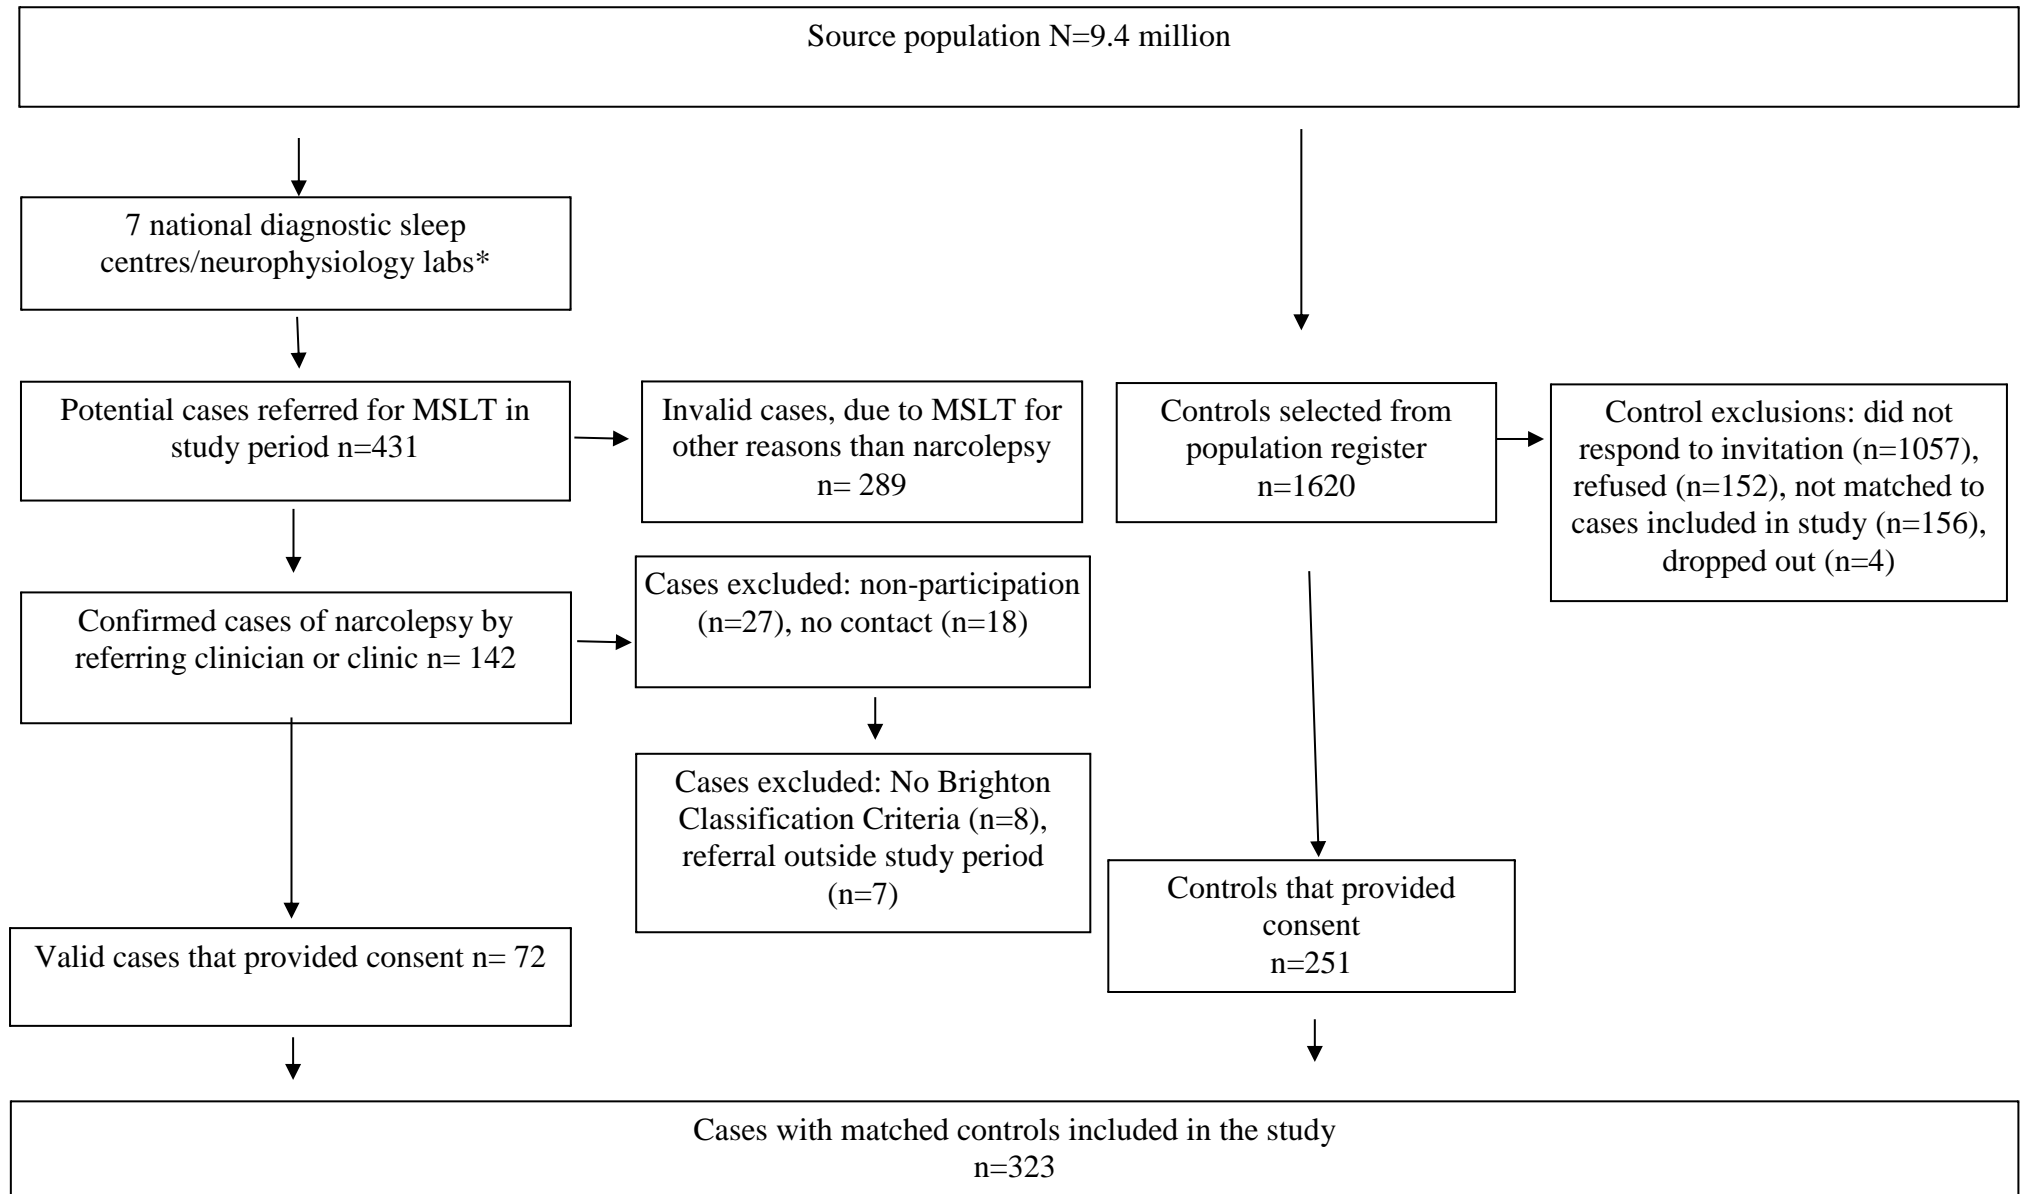 Source population N=9.4 million
7 national diagnostic sleep
centres/neurophysiology labs*
Potential cases referred for MSLT in
study period n=431
Invalid cases, due to MSLT for
other reasons than narcolepsy
n= 289
Controls selected from
population register
n=1620
Control exclusions: did not
respond to invitation (n=1057),
refused (n=152), not matched to
cases included in study (n=156),
dropped out (n=4)
Confirmed cases of narcolepsy by
referring clinician or clinic n= 142
Cases excluded: non-participation
(n=27), no contact (n=18)
Cases excluded: No Brighton
Classification Criteria (n=8),
referral outside study period
(n=7)
Valid cases that provided consent n= 72
Controls that provided
consent
n=251
Cases with matched controls included in the study
n=323